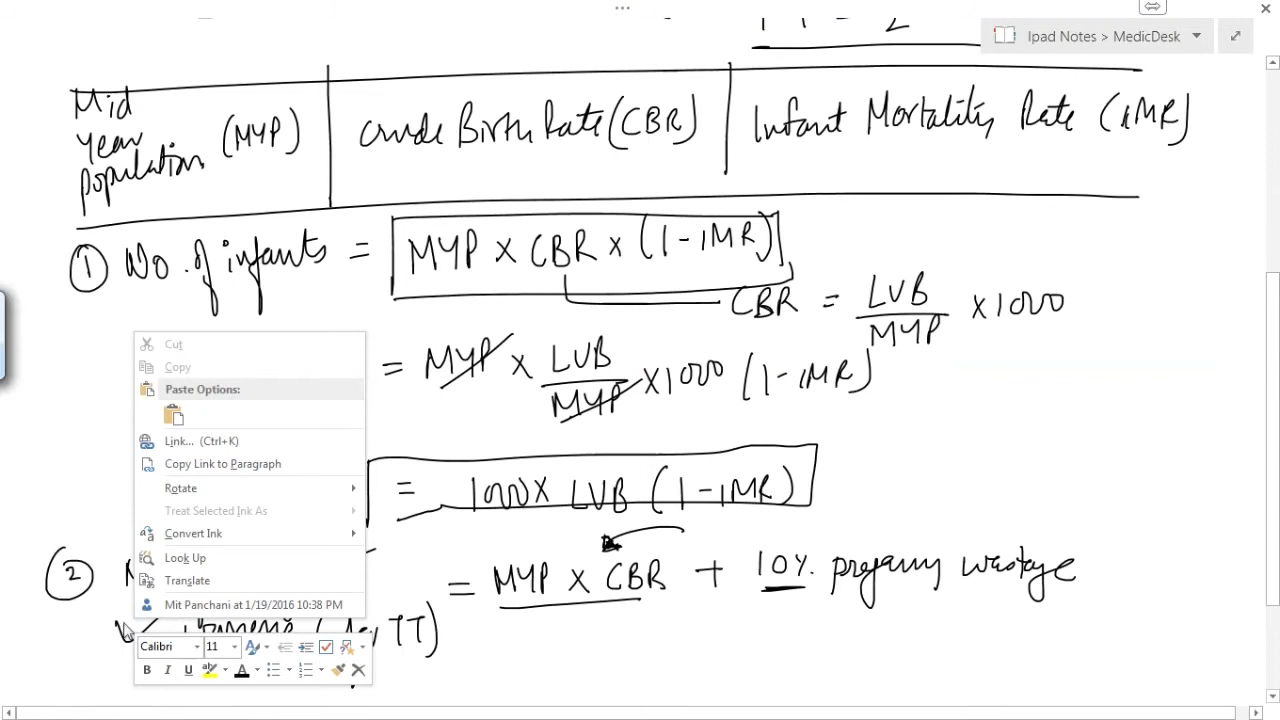 Ipad Notes > MedicDesk
Mid year population (MYP) Crude Birth Rate (CBR) Infant Mortality Rate (IMR)
① No. of infants = MYP × CBR × (1 - IMR)
CBR = LVB / MYP × 1000
= MYP × LVB / MYP × 1000 (1 - IMR)
= 1000 × LVB (1 - IMR)
② = MYP × CBR + 10%. pregancy wastage
TT)
Cut
Copy
Paste Options:
Link... (Ctrl+K)
Copy Link to Paragraph
Rotate
Treat Selected Ink As
Convert Ink
Look Up
Translate
Mit Panchani at 1/19/2016 10:38 PM
Calibri 11
B I U A